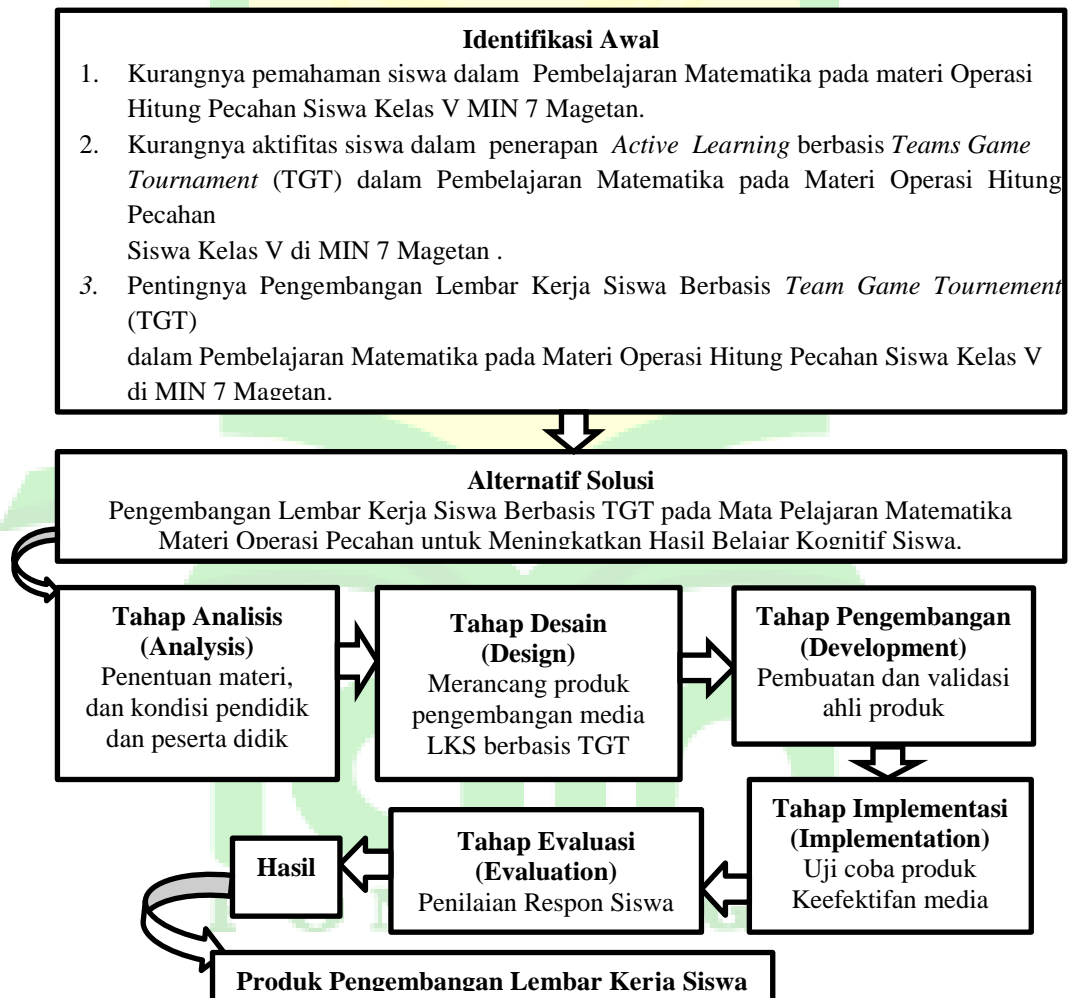 Identifikasi Awal
1. Kurangnya pemahaman siswa dalam Pembelajaran Matematika pada materi Operasi
Hitung Pecahan Siswa Kelas V MIN 7 Magetan.
2. Kurangnya aktifitas siswa dalam penerapan Active Learning berbasis Teams Game
Tournament (TGT) dalam Pembelajaran Matematika pada Materi Operasi Hitung
Pecahan
Siswa Kelas V di MIN 7 Magetan .
3. Pentingnya Pengembangan Lembar Kerja Siswa Berbasis Team Game Tournement
(TGT)
dalam Pembelajaran Matematika pada Materi Operasi Hitung Pecahan Siswa Kelas V
di MIN 7 Magetan.
Alternatif Solusi
Pengembangan Lembar Kerja Siswa Berbasis TGT pada Mata Pelajaran Matematika
Materi Operasi Pecahan untuk Meningkatkan Hasil Belajar Kognitif Siswa.
Tahap Analisis
(Analysis)
Penentuan materi,
dan kondisi pendidik
dan peserta didik
Tahap Desain
(Design)
Merancang produk
pengembangan media
LKS berbasis TGT
Tahap Pengembangan
(Development)
Pembuatan dan validasi
ahli produk
Tahap Implementasi
(Implementation)
Uji coba produk
Keefektifan media
Tahap Evaluasi
(Evaluation)
Penilaian Respon Siswa
Hasil
Produk Pengembangan Lembar Kerja Siswa